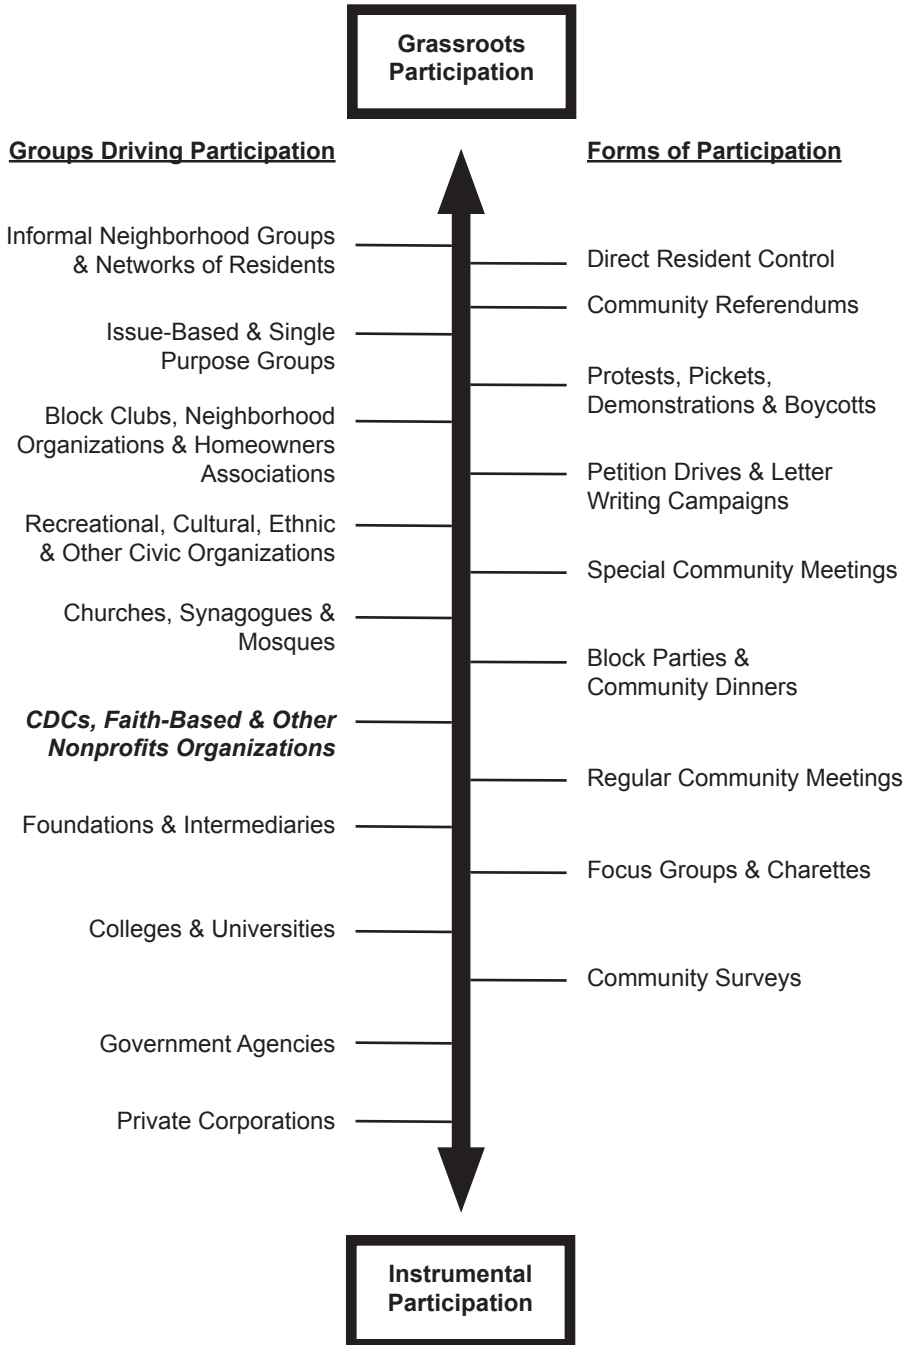 Grassroots
Participation
Groups Driving Participation
Informal Neighborhood Groups
& Networks of Residents
Issue-Based & Single
Purpose Groups
Block Clubs, Neighborhood
Organizations & Homeowners
Associations
Recreational, Cultural, Ethnic
& Other Civic Organizations
Churches, Synagogues &
Mosques
CDCs, Faith-Based & Other
Nonprofits Organizations
Foundations & Intermediaries
Colleges & Universities
Government Agencies
Private Corporations
Forms of Participation
Direct Resident Control
Community Referendums
Protests, Pickets,
Demonstrations & Boycotts
Petition Drives & Letter
Writing Campaigns
Special Community Meetings
Block Parties &
Community Dinners
Regular Community Meetings
Focus Groups & Charettes
Community Surveys
Instrumental
Participation